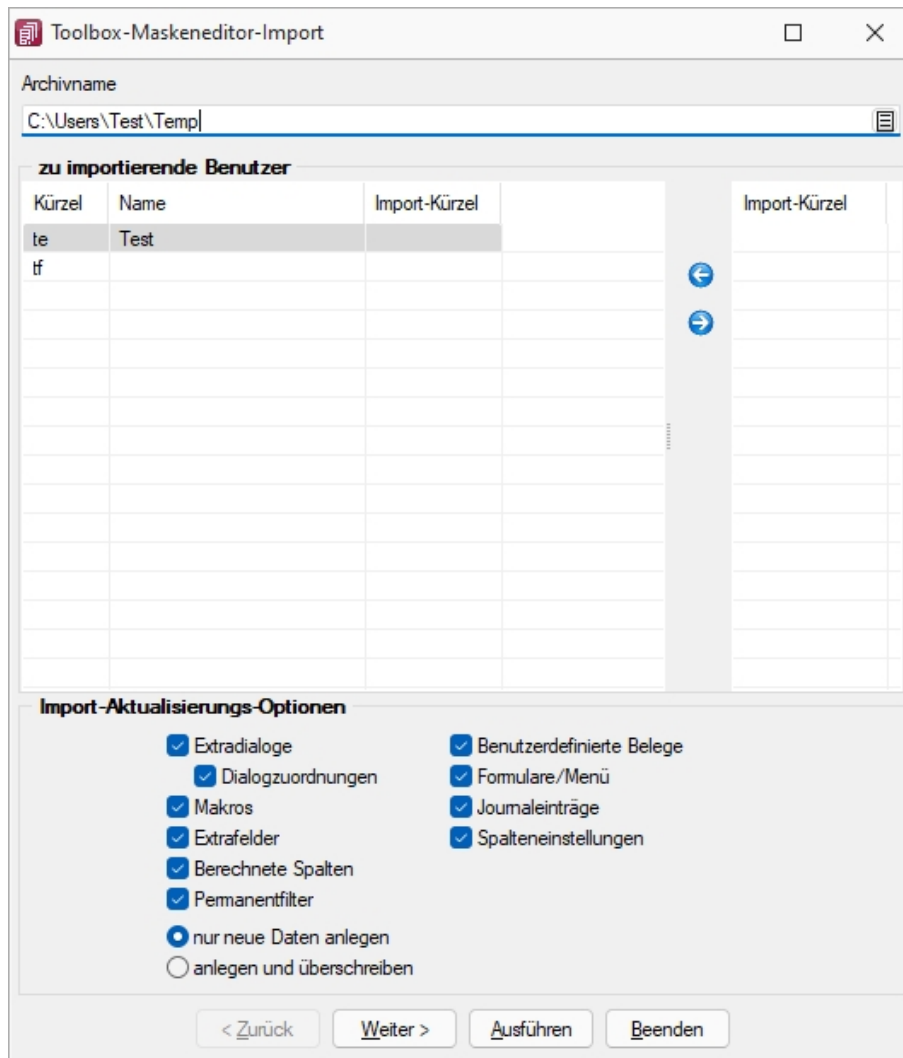 Toolbox-Maskeneditor-Import
Archivname
C:\Users\Test\Temp
zu importierende Benutzer
Kürzel Name Import-Kürzel Import-Kürzel
te Test
tf
Import-Aktualisierungs-Optionen
Extradialoge Benutzerdefinierte Belege
Dialogzuordnungen Formulare/Menü
Makros Journaleinträge
Extrafelder Spalteneinstellungen
Berechnete Spalten
Permanentfilter
nur neue Daten anlegen
anlegen und überschreiben
< Zurück Weiter > Ausführen Beenden